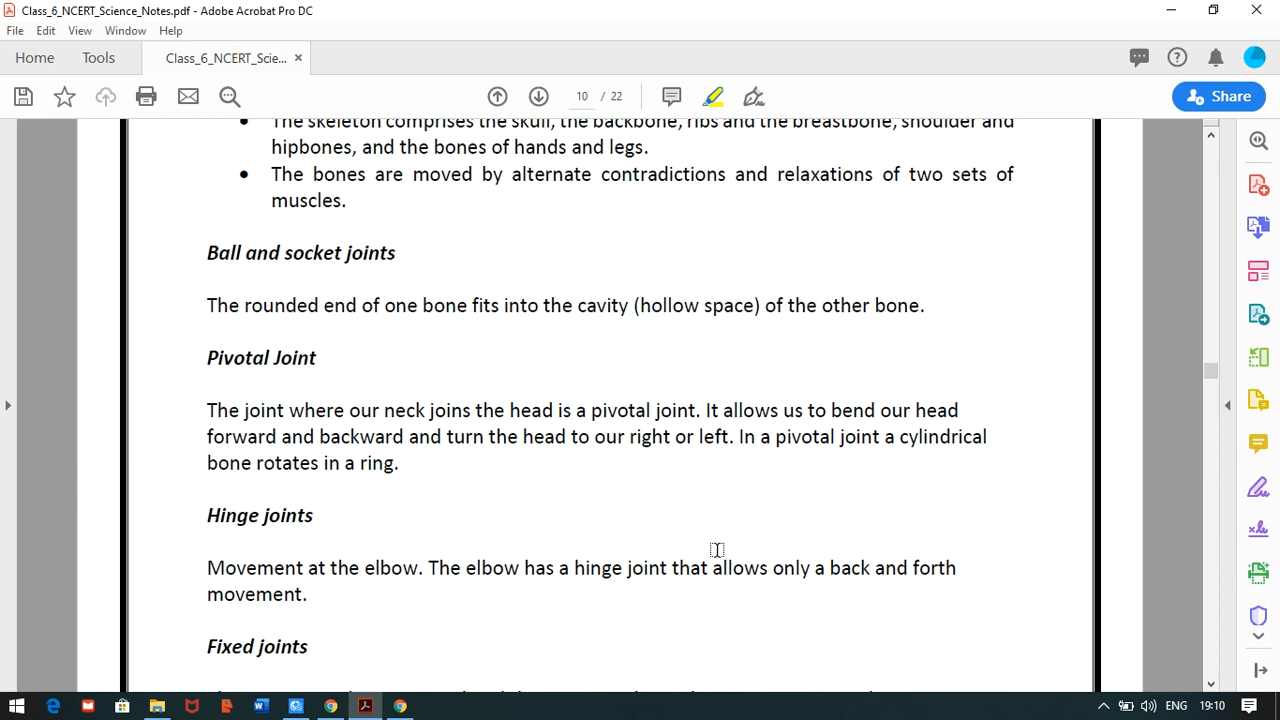 Class_6_NCERT_Science_Notes.pdf - Adobe Acrobat Pro DC
File Edit View Window Help
Home Tools Class_6_NCERT_Scie... ×
10 / 22
Share
The skeleton comprises the skull, the backbone, ribs and the breastbone, shoulder and
hipbones, and the bones of hands and legs.
The bones are moved by alternate contradictions and relaxations of two sets of
muscles.
Ball and socket joints
The rounded end of one bone fits into the cavity (hollow space) of the other bone.
Pivotal Joint
The joint where our neck joins the head is a pivotal joint. It allows us to bend our head
forward and backward and turn the head to our right or left. In a pivotal joint a cylindrical
bone rotates in a ring.
Hinge joints
Movement at the elbow. The elbow has a hinge joint that allows only a back and forth
movement.
Fixed joints
ENG 19:10